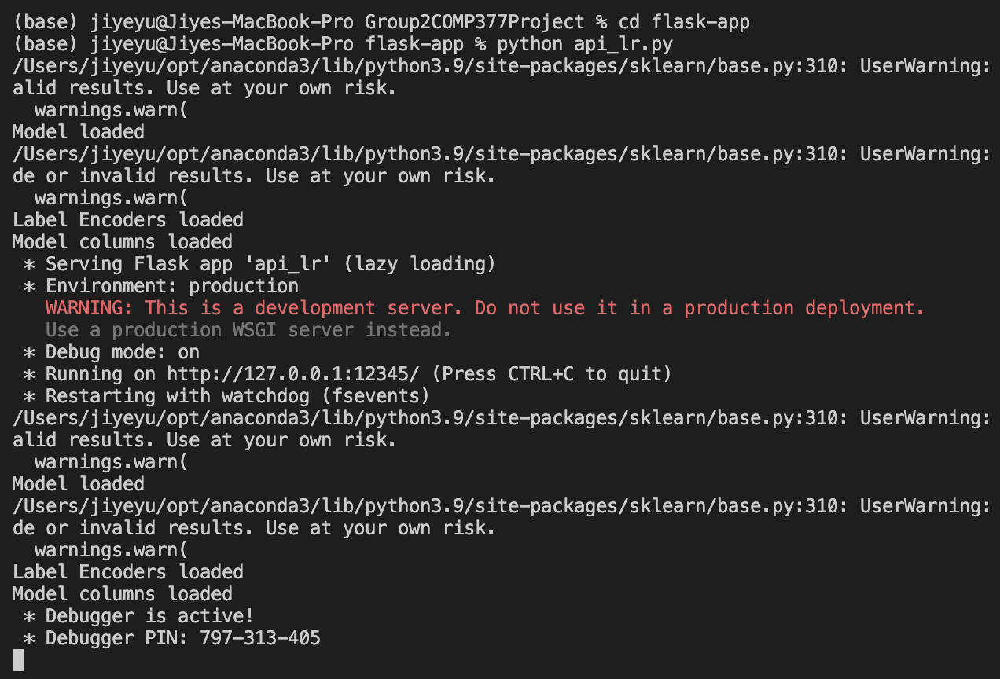 (base) jiyeyu@Jiyes-MacBook-Pro Group2COMP377Project % cd flask-app
(base) jiyeyu@Jiyes-MacBook-Pro flask-app % python api_lr.py
/Users/jiyeyu/opt/anaconda3/lib/python3.9/site-packages/sklearn/base.py:310: UserWarning:
alid results. Use at your own risk.
  warnings.warn(
Model loaded
/Users/jiyeyu/opt/anaconda3/lib/python3.9/site-packages/sklearn/base.py:310: UserWarning:
de or invalid results. Use at your own risk.
  warnings.warn(
Label Encoders loaded
Model columns loaded
 * Serving Flask app 'api_lr' (lazy loading)
 * Environment: production
   WARNING: This is a development server. Do not use it in a production deployment.
   Use a production WSGI server instead.
 * Debug mode: on
 * Running on http://127.0.0.1:12345/ (Press CTRL+C to quit)
 * Restarting with watchdog (fsevents)
/Users/jiyeyu/opt/anaconda3/lib/python3.9/site-packages/sklearn/base.py:310: UserWarning:
alid results. Use at your own risk.
  warnings.warn(
Model loaded
/Users/jiyeyu/opt/anaconda3/lib/python3.9/site-packages/sklearn/base.py:310: UserWarning:
de or invalid results. Use at your own risk.
  warnings.warn(
Label Encoders loaded
Model columns loaded
 * Debugger is active!
 * Debugger PIN: 797-313-405